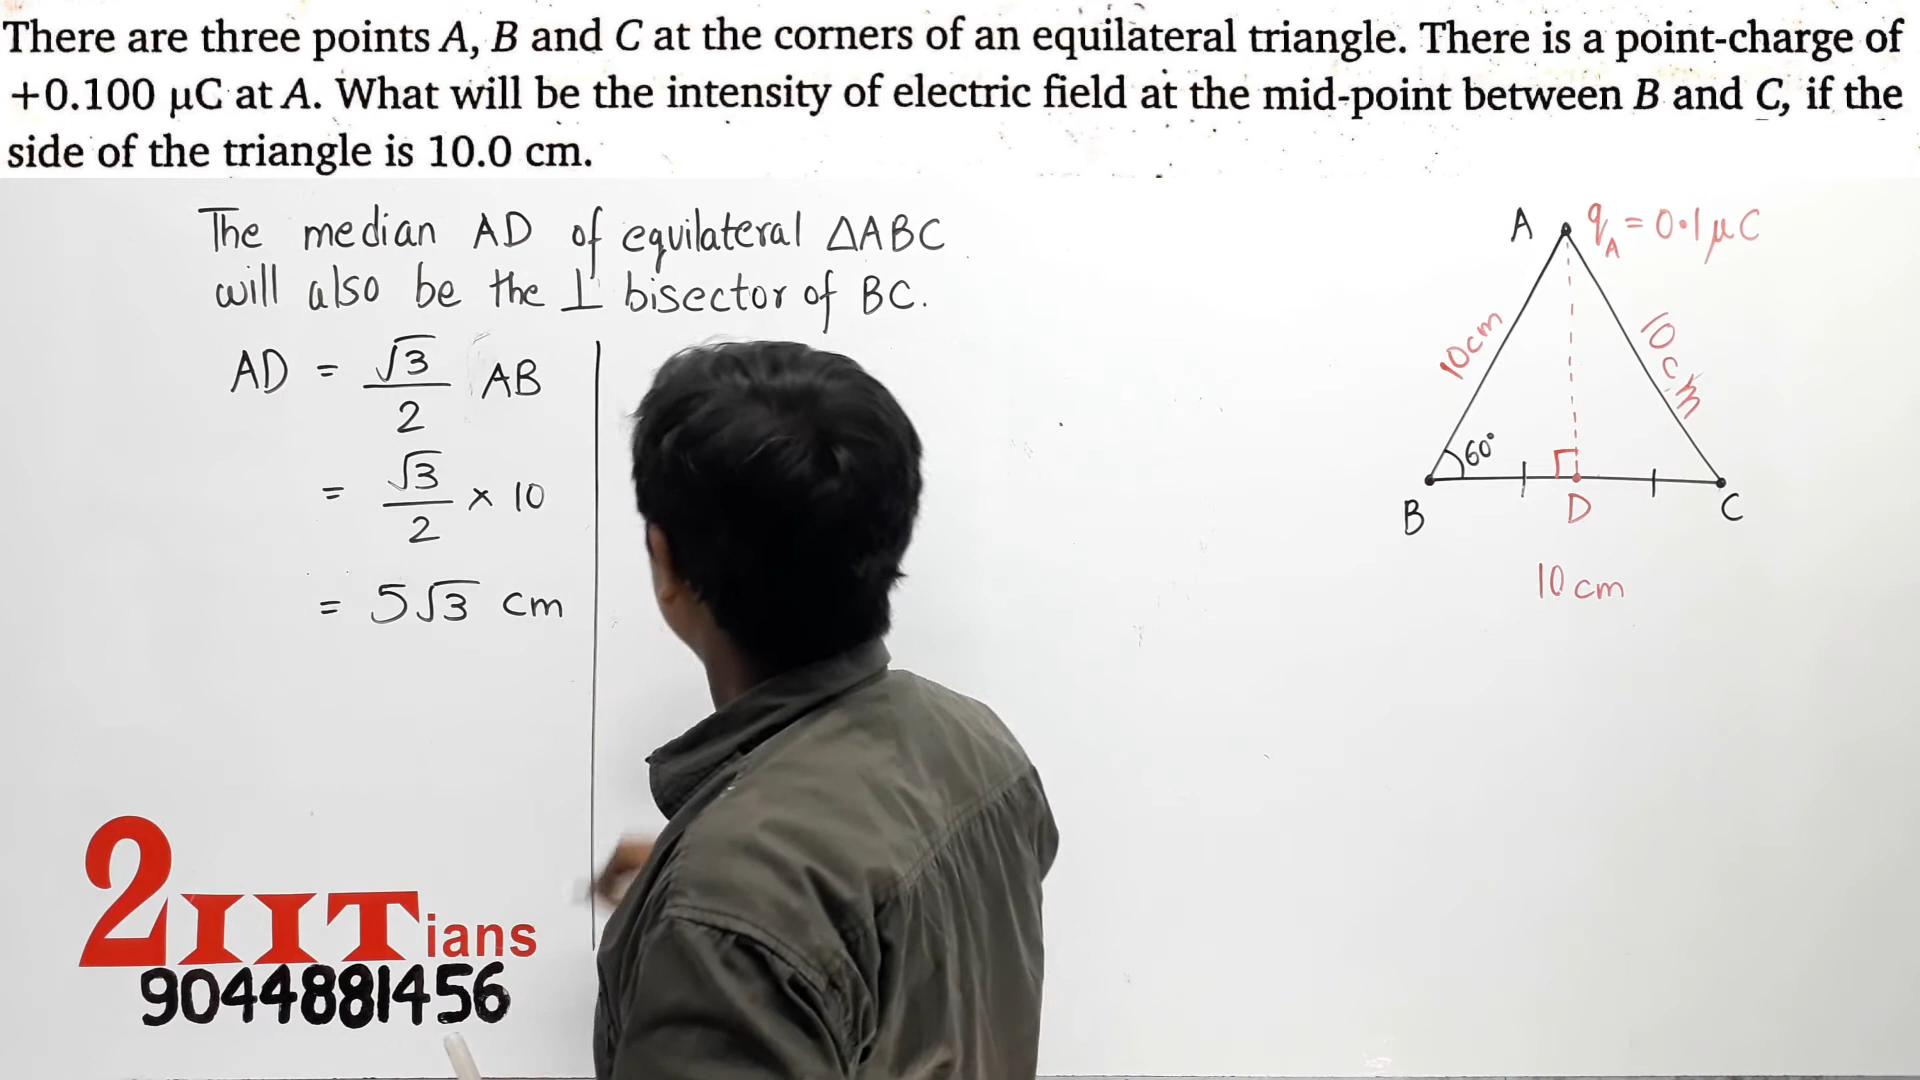 There are three points A, B and C at the corners of an equilateral triangle. There is a point-charge of
+0.100 μC at A. What will be the intensity of electric field at the mid-point between B and C, if the
side of the triangle is 10.0 cm.
The median AD of equilateral ΔABC
will also be the ⊥ bisector of BC.
AD = √3/2 AB
= √3/2 × 10
= 5√3 cm
A q_A = 0.1 μC
10cm
10cm
60°
B
D
C
10 cm
2IITians
9044881456